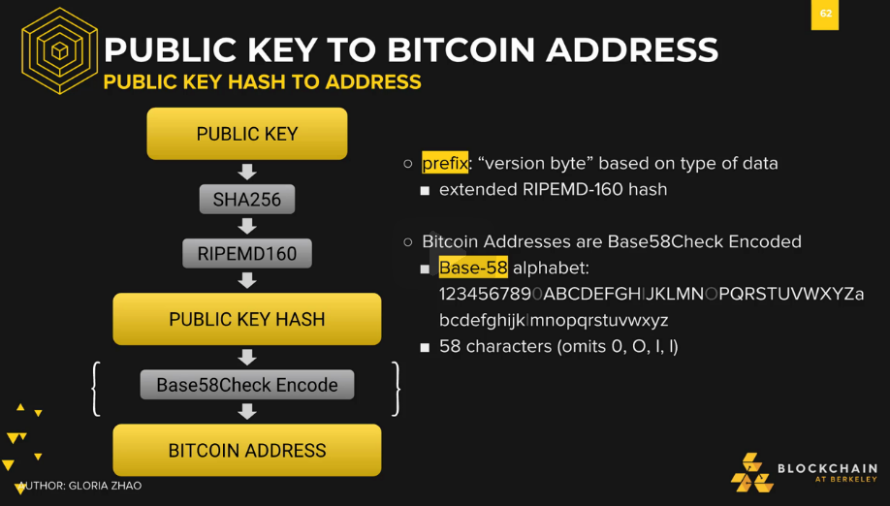 62
PUBLIC KEY TO BITCOIN ADDRESS
PUBLIC KEY HASH TO ADDRESS
PUBLIC KEY
SHA256
RIPEMD160
PUBLIC KEY HASH
Base58Check Encode
BITCOIN ADDRESS
○ prefix: “version byte” based on type of data
■ extended RIPEMD-160 hash
○ Bitcoin Addresses are Base58Check Encoded
■ Base-58 alphabet:
1234567890ABCDEFGHIJKLMNOPQRSTUVWXYZa
bcdefghijklmnopqrstuvwxyz
■ 58 characters (omits 0, O, I, l)
AUTHOR: GLORIA ZHAO
BLOCKCHAIN
AT BERKELEY